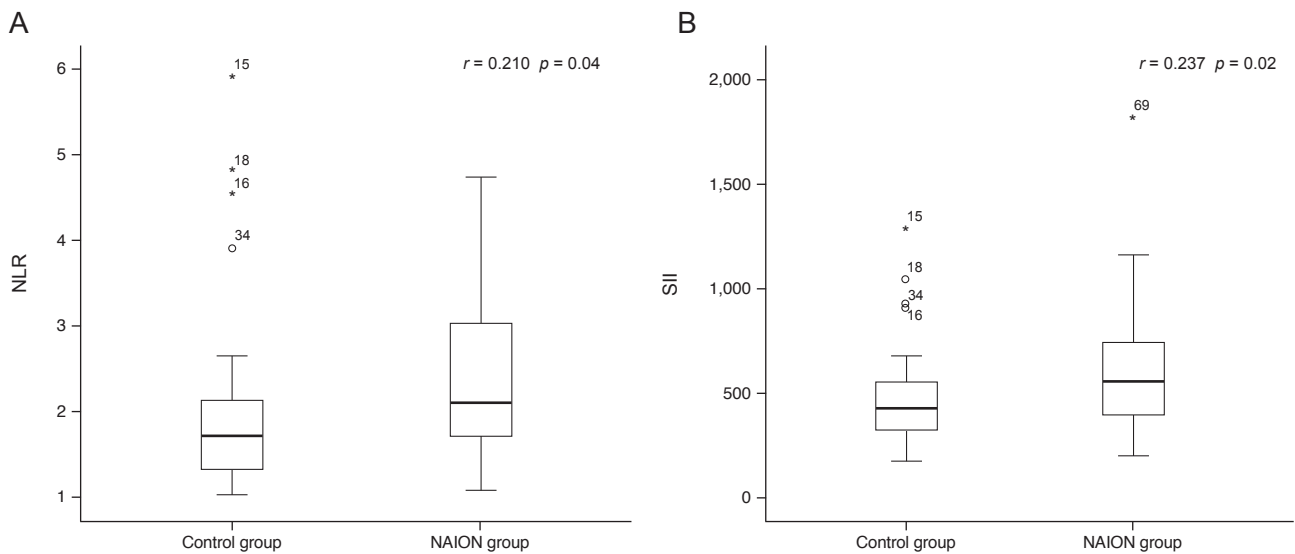 A
r = 0.210 p = 0.04
6
5
4
3
2
1
NLR
15
18
16
34
Control group
NAION group
B
r = 0.237 p = 0.02
2,000
1,500
1,000
500
0
SII
69
15
18
34
16
Control group
NAION group